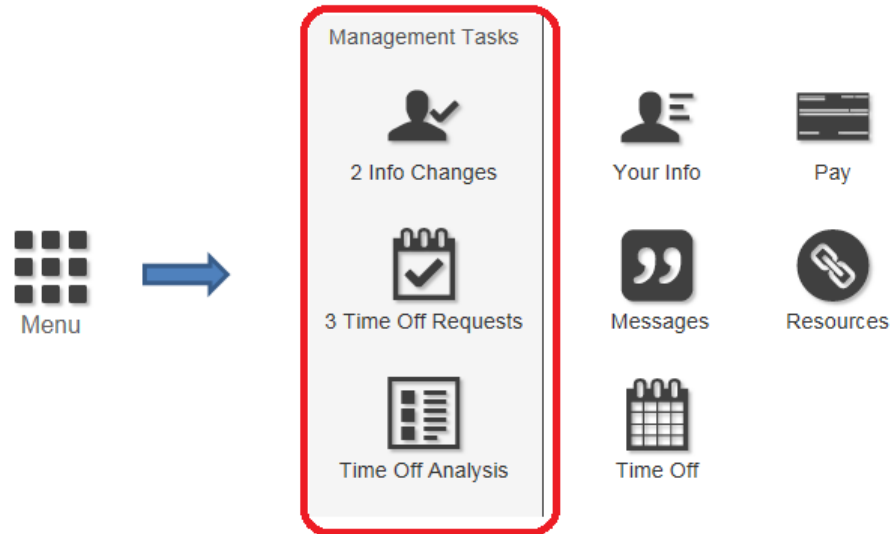 Management Tasks
2 Info Changes
Your Info
Pay
Menu
3 Time Off Requests
Messages
Resources
Time Off Analysis
Time Off